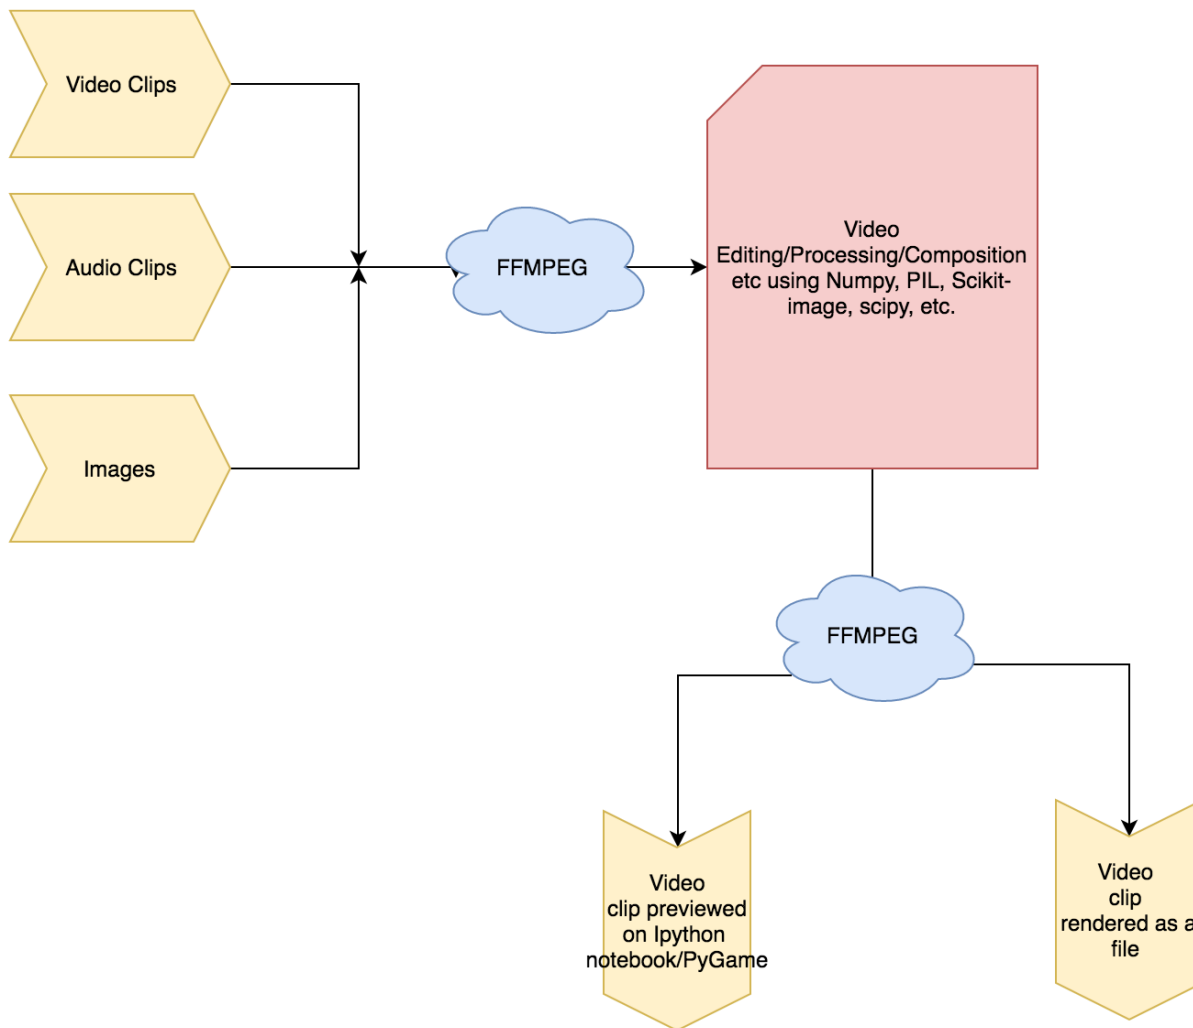 Video Clips
Audio Clips
Images
FFMPEG
Video
Editing/Processing/Composition
etc using Numpy, PIL, Scikit-
image, scipy, etc.
FFMPEG
Video
clip previewed
on Ipython
notebook/PyGame
Video
clip
rendered as a
file